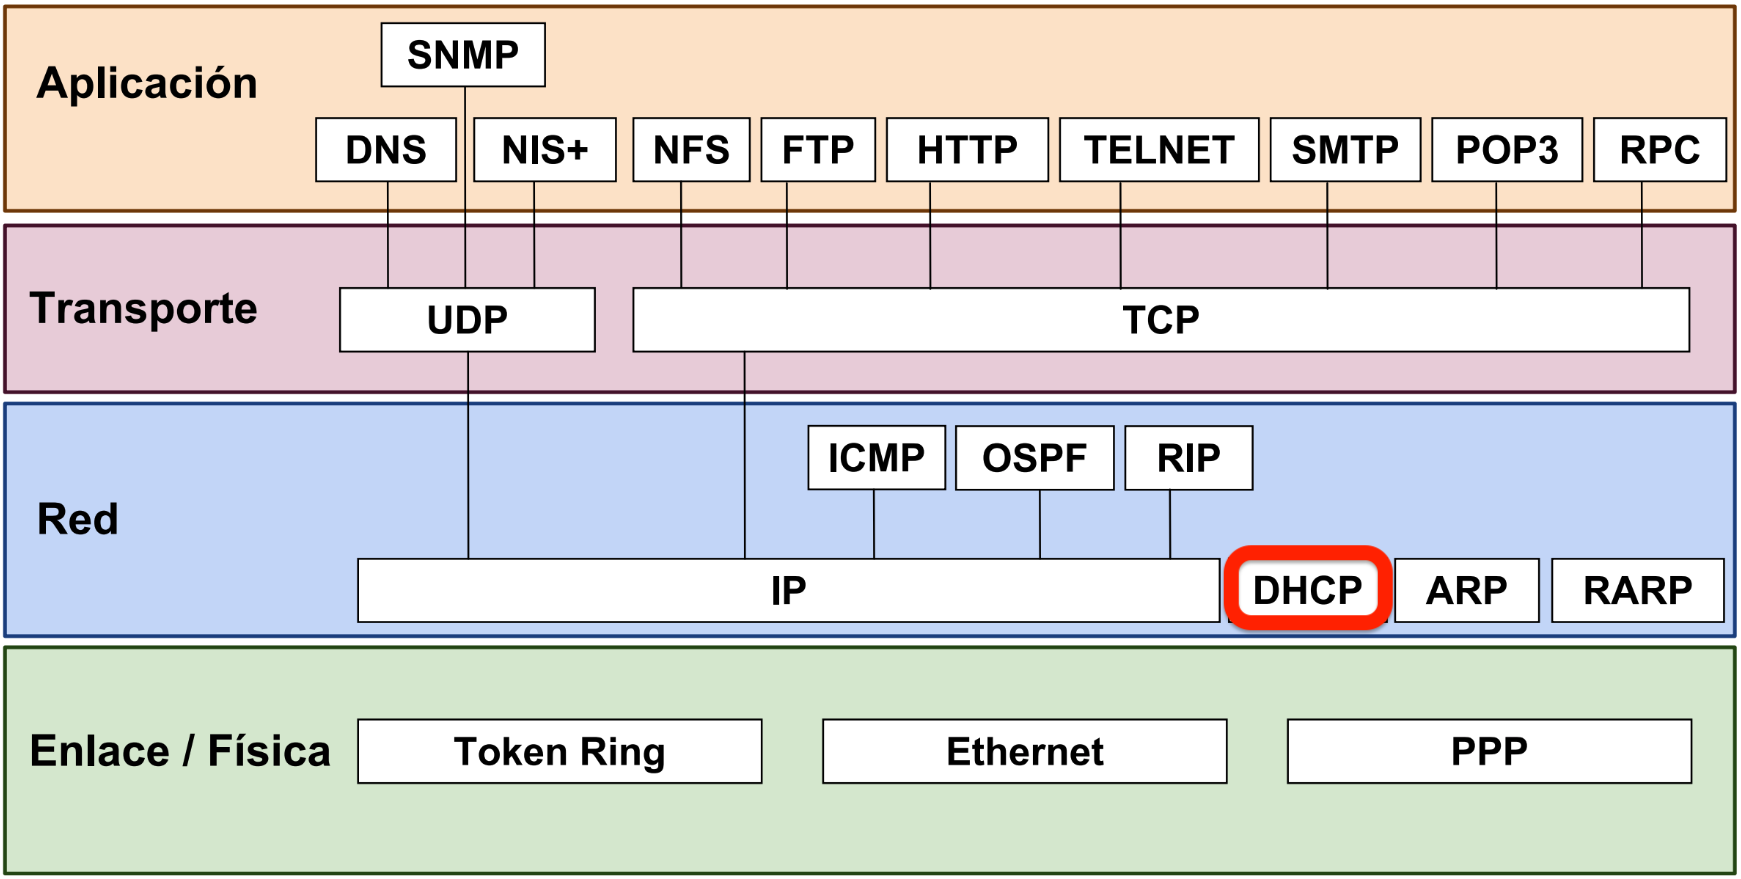 SNMP
Aplicación
DNS NIS+ NFS FTP HTTP TELNET SMTP POP3 RPC
Transporte UDP TCP
ICMP OSPF RIP
Red
IP DHCP ARP RARP
Enlace / Física Token Ring Ethernet PPP